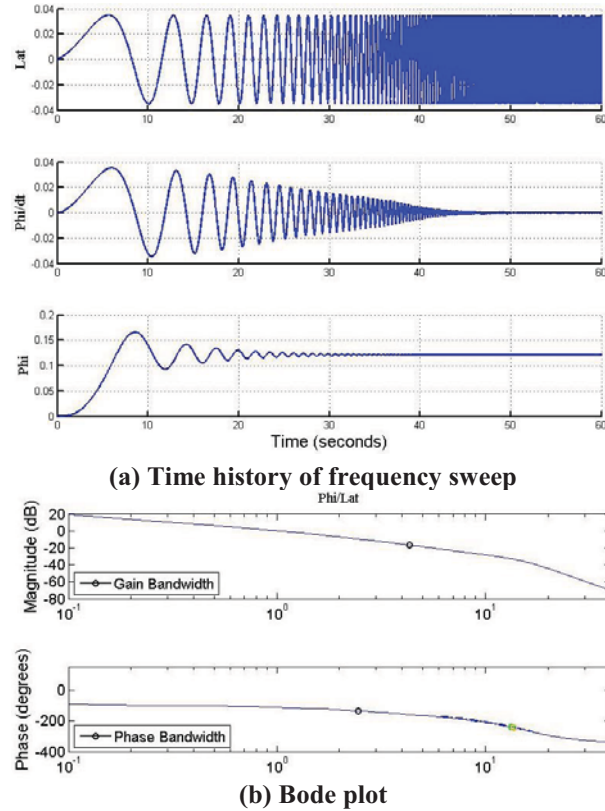 0.04
0.02
0
-0.02
-0.04
Lat
0 10 20 30 40 50 60
0.04
0.02
0
-0.02
-0.04
Phi/dt
0 10 20 30 40 50 60
0.2
0.15
0.1
0.05
0
Phi
0 10 20 30 40 50 60
Time (seconds)
(a) Time history of frequency sweep
Phi/Lat
20
0
-20
-40
-60
-80
Magnitude (dB)
Gain Bandwidth
10-1 100 101
0
-200
-400
Phase (degrees)
Phase Bandwidth
10-1 100 101
(b) Bode plot